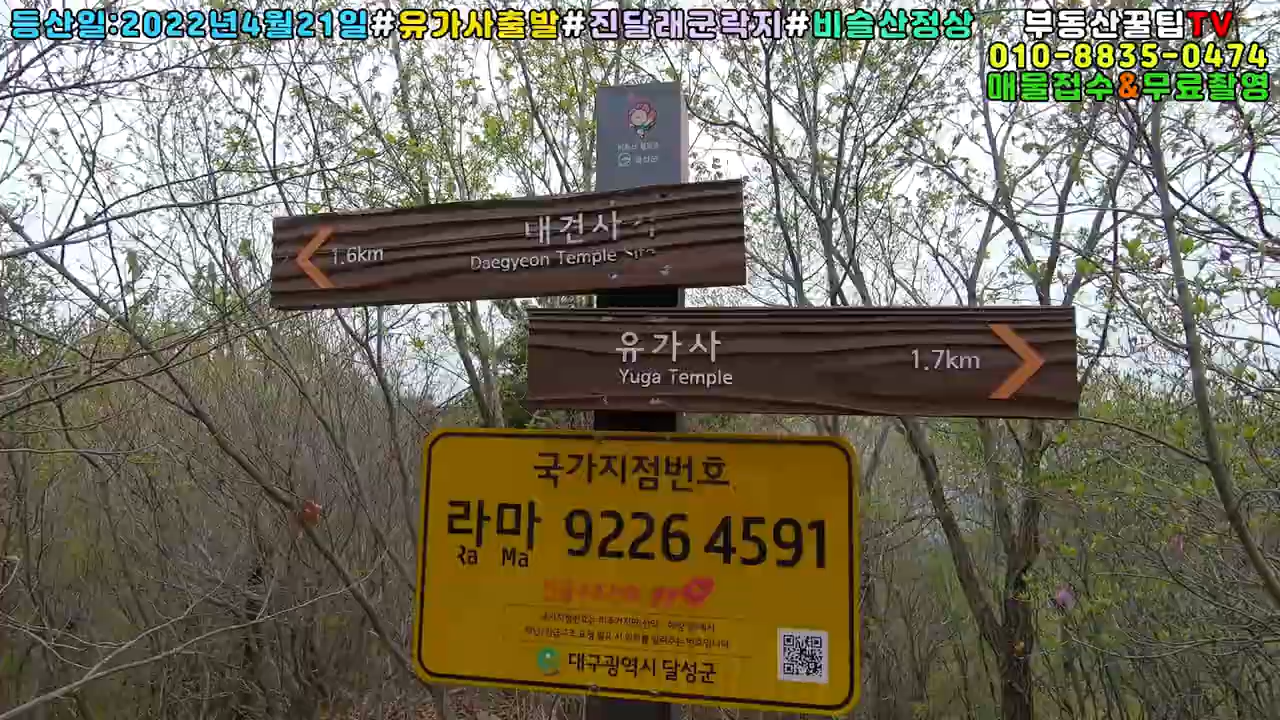 등산일:2022년4월21일#유가사출발#진달래군락지#비슬산정상
부동산꿀팁TV
010-8835-0474
매물접수&무료촬영
달성군
대견사
1.6km
Daegyeon Temple Site
유가사
1.7km
Yuga Temple
국가지점번호
라마 9226 4591
Ra Ma
대구광역시 달성군